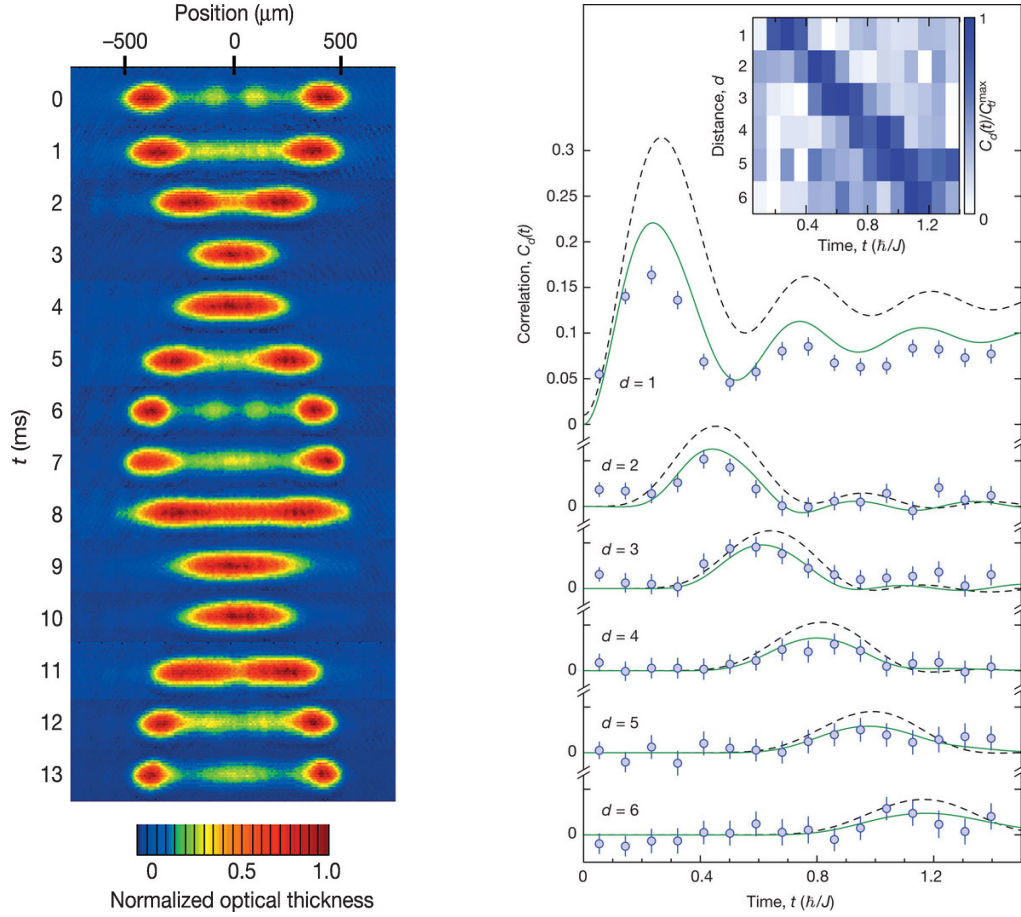 Position (μm)
−500 0 500
t (ms)
0
1
2
3
4
5
6
7
8
9
10
11
12
13
0 0.5 1.0
Normalized optical thickness
Correlation, C_d(t)
0.3
0.25
0.2
0.15
0.1
0.05
0
d = 1
d = 2
0
d = 3
0
d = 4
0
d = 5
0
d = 6
0
0 0.4 0.8 1.2
Time, t (ħ/J)
Distance, d
1
2
3
4
5
6
0.4 0.8 1.2
Time, t (ħ/J)
1
0
C_d(t)/C_d^max